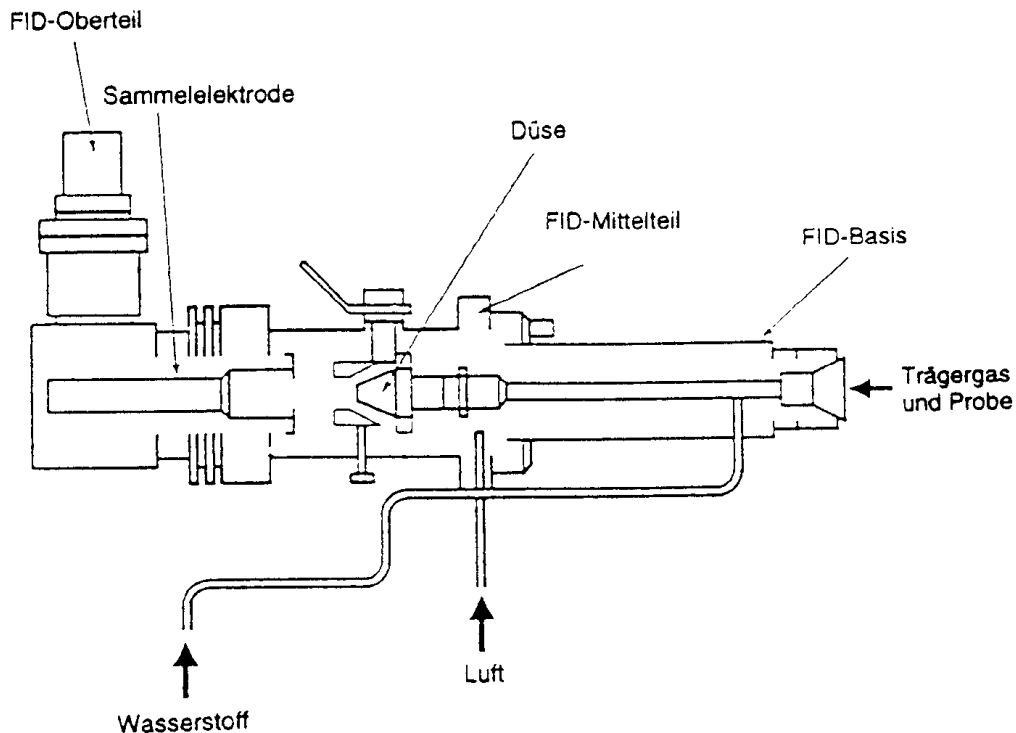 FID-Oberteil
Sammelelektrode
Düse
FID-Mittelteil
FID-Basis
Trägergas
und Probe
Luft
Wasserstoff